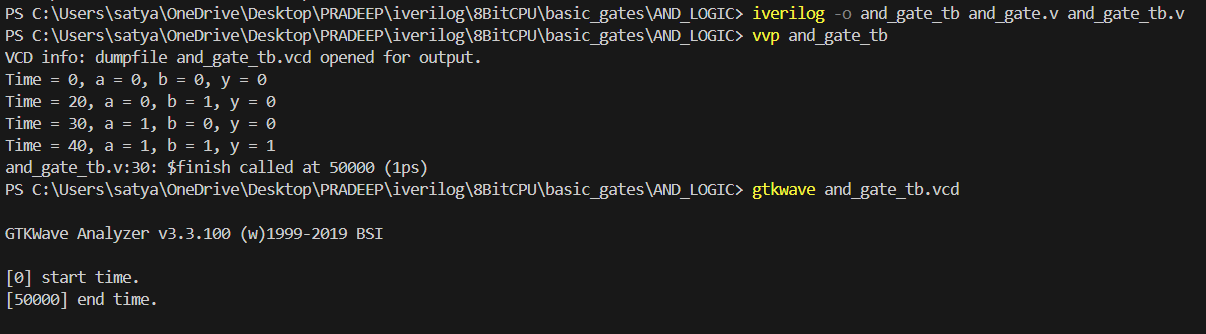 PS C:\Users\satya\OneDrive\Desktop\PRADEEP\iverilog\8BitCPU\basic_gates\AND_LOGIC> iverilog -o and_gate_tb and_gate.v and_gate_tb.v
PS C:\Users\satya\OneDrive\Desktop\PRADEEP\iverilog\8BitCPU\basic_gates\AND_LOGIC> vvp and_gate_tb
VCD info: dumpfile and_gate_tb.vcd opened for output.
Time = 0, a = 0, b = 0, y = 0
Time = 20, a = 0, b = 1, y = 0
Time = 30, a = 1, b = 0, y = 0
Time = 40, a = 1, b = 1, y = 1
and_gate_tb.v:30: $finish called at 50000 (1ps)
PS C:\Users\satya\OneDrive\Desktop\PRADEEP\iverilog\8BitCPU\basic_gates\AND_LOGIC> gtkwave and_gate_tb.vcd
GTKWave Analyzer v3.3.100 (w)1999-2019 BSI
[0] start time.
[50000] end time.